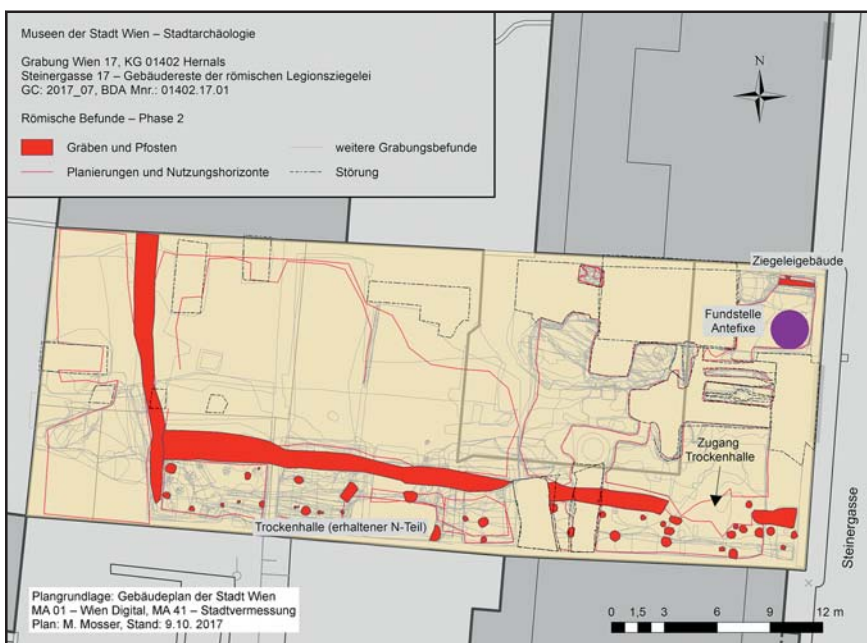 Museen der Stadt Wien – Stadtarchäologie
Grabung Wien 17, KG 01402 Hernals
Steinergasse 17 – Gebäudereste der römischen Legionsziegelei
GC: 2017_07, BDA Mnr.: 01402.17.01
Römische Befunde – Phase 2
Gräben und Pfosten
weitere Grabungsbefunde
Planierungen und Nutzungshorizonte
Störung
N
Ziegeleigebäude
Fundstelle
Antefixe
Zugang
Trockenhalle
Trockenhalle (erhaltener N-Teil)
Steinergasse
Plangrundlage: Gebäudeplan der Stadt Wien
MA 01 – Wien Digital, MA 41 – Stadtvermessung
Plan: M. Mosser, Stand: 9.10. 2017
0 1,5 3 6 9 12 m